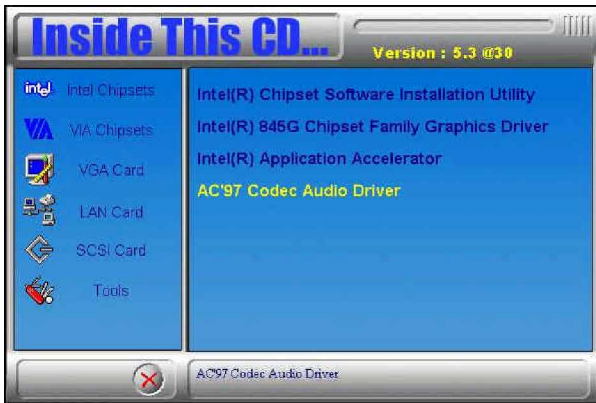 Inside This CD...
Version : 5.3 @30
intel Intel Chipsets
VIA VIA Chipsets
VGA Card
LAN Card
SCSI Card
Tools
Intel(R) Chipset Software Installation Utility
Intel(R) 845G Chipset Family Graphics Driver
Intel(R) Application Accelerator
AC'97 Codec Audio Driver
AC'97 Codec Audio Driver